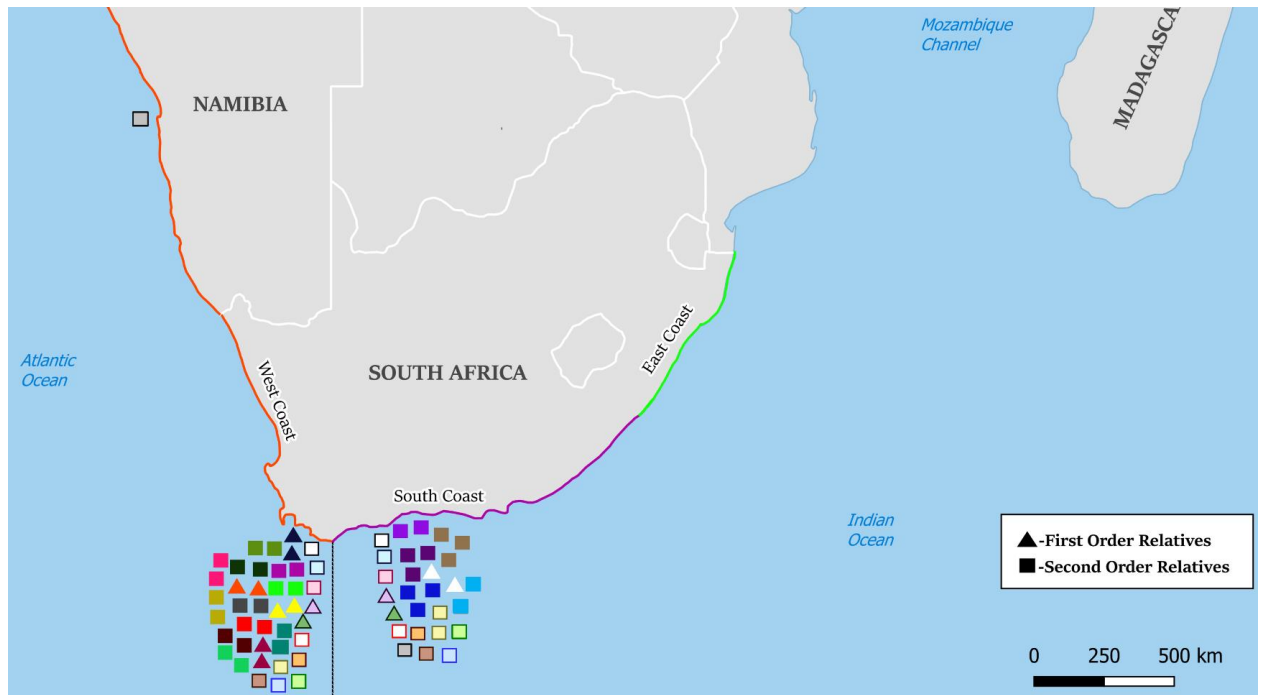 Mozambique
Channel
MADAGASCA
NAMIBIA
Atlantic
Ocean
West Coast
SOUTH AFRICA
East Coast
South Coast
Indian
Ocean
-First Order Relatives
-Second Order Relatives
0 250 500 km